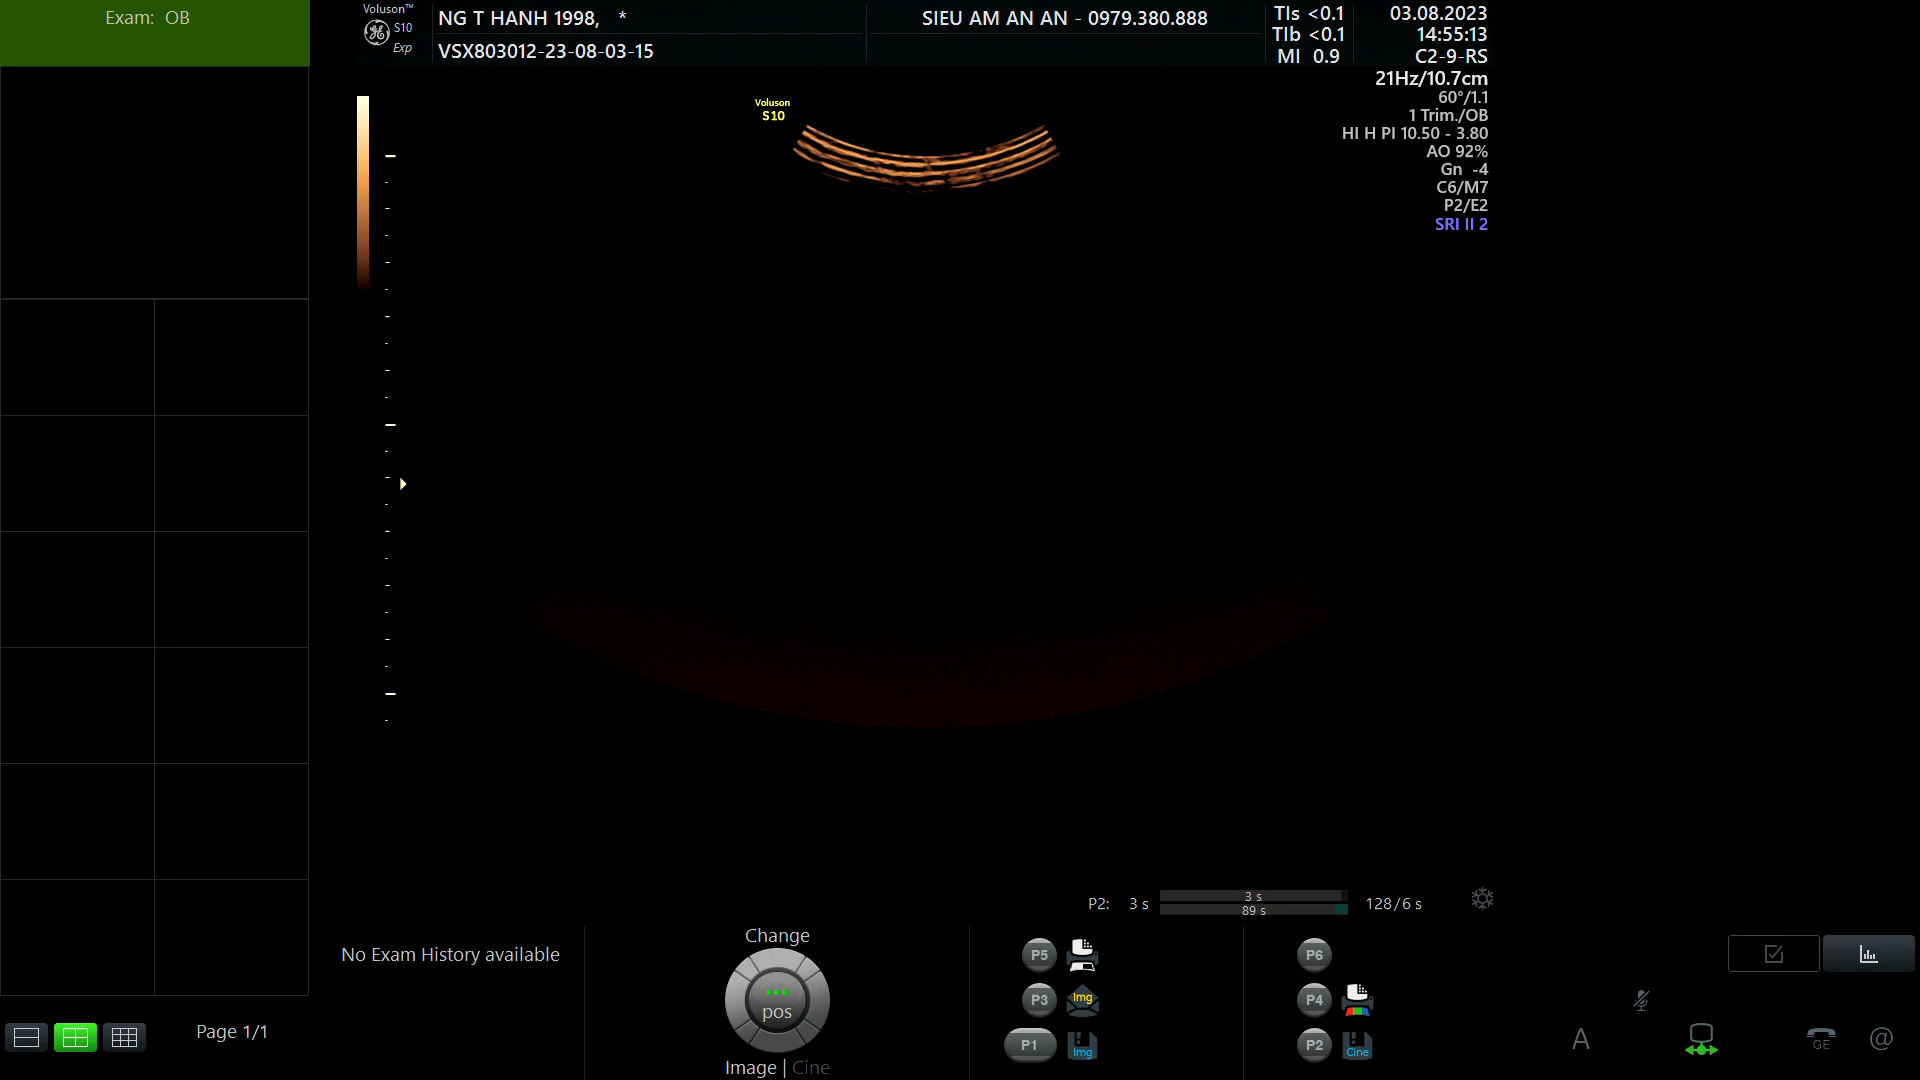 Exam: OB
Voluson™
S10
Exp
NG T HANH 1998, *
VSX803012-23-08-03-15
SIEU AM AN AN - 0979.380.888
TIs <0.1
TIb <0.1
MI 0.9
03.08.2023
14:55:13
C2-9-RS
21Hz/10.7cm
60°/1.1
1 Trim./OB
HI H PI 10.50 - 3.80
AO 92%
Gn -4
C6/M7
P2/E2
SRI II 2
Voluson
S10
P2: 3 s
3 s
89 s
128/6 s
No Exam History available
Change
pos
Image | Cine
P5
P3
Img
P1
Img
P6
P4
P2
Cine
Page 1/1
A
GE
@